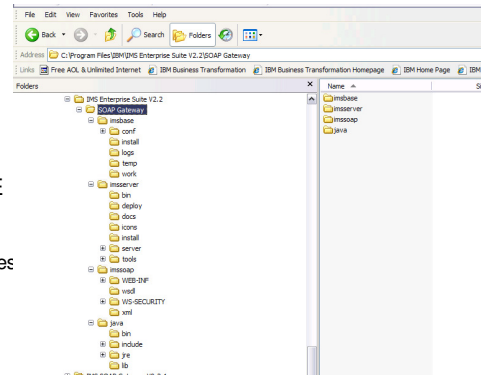 File Edit View Favorites Tools Help
Back Search Folders
Address C:\Program Files\IBM\IMS Enterprise Suite V2.2\SOAP Gateway
Links Free AOL & Unlimited Internet IBM Business Transformation IBM Business Transformation Homepage IBM Home Page IBM
Folders × Name S
IMS Enterprise Suite V2.2
SOAP Gateway
imsbase
conf
install
logs
temp
work
imsserver
bin
deploy
docs
icons
install
server
tools
imssoap
WEB-INF
wsdl
WS-SECURITY
xml
java
bin
include
jre
lib
imsbase
imsserver
imssoap
java
E
es